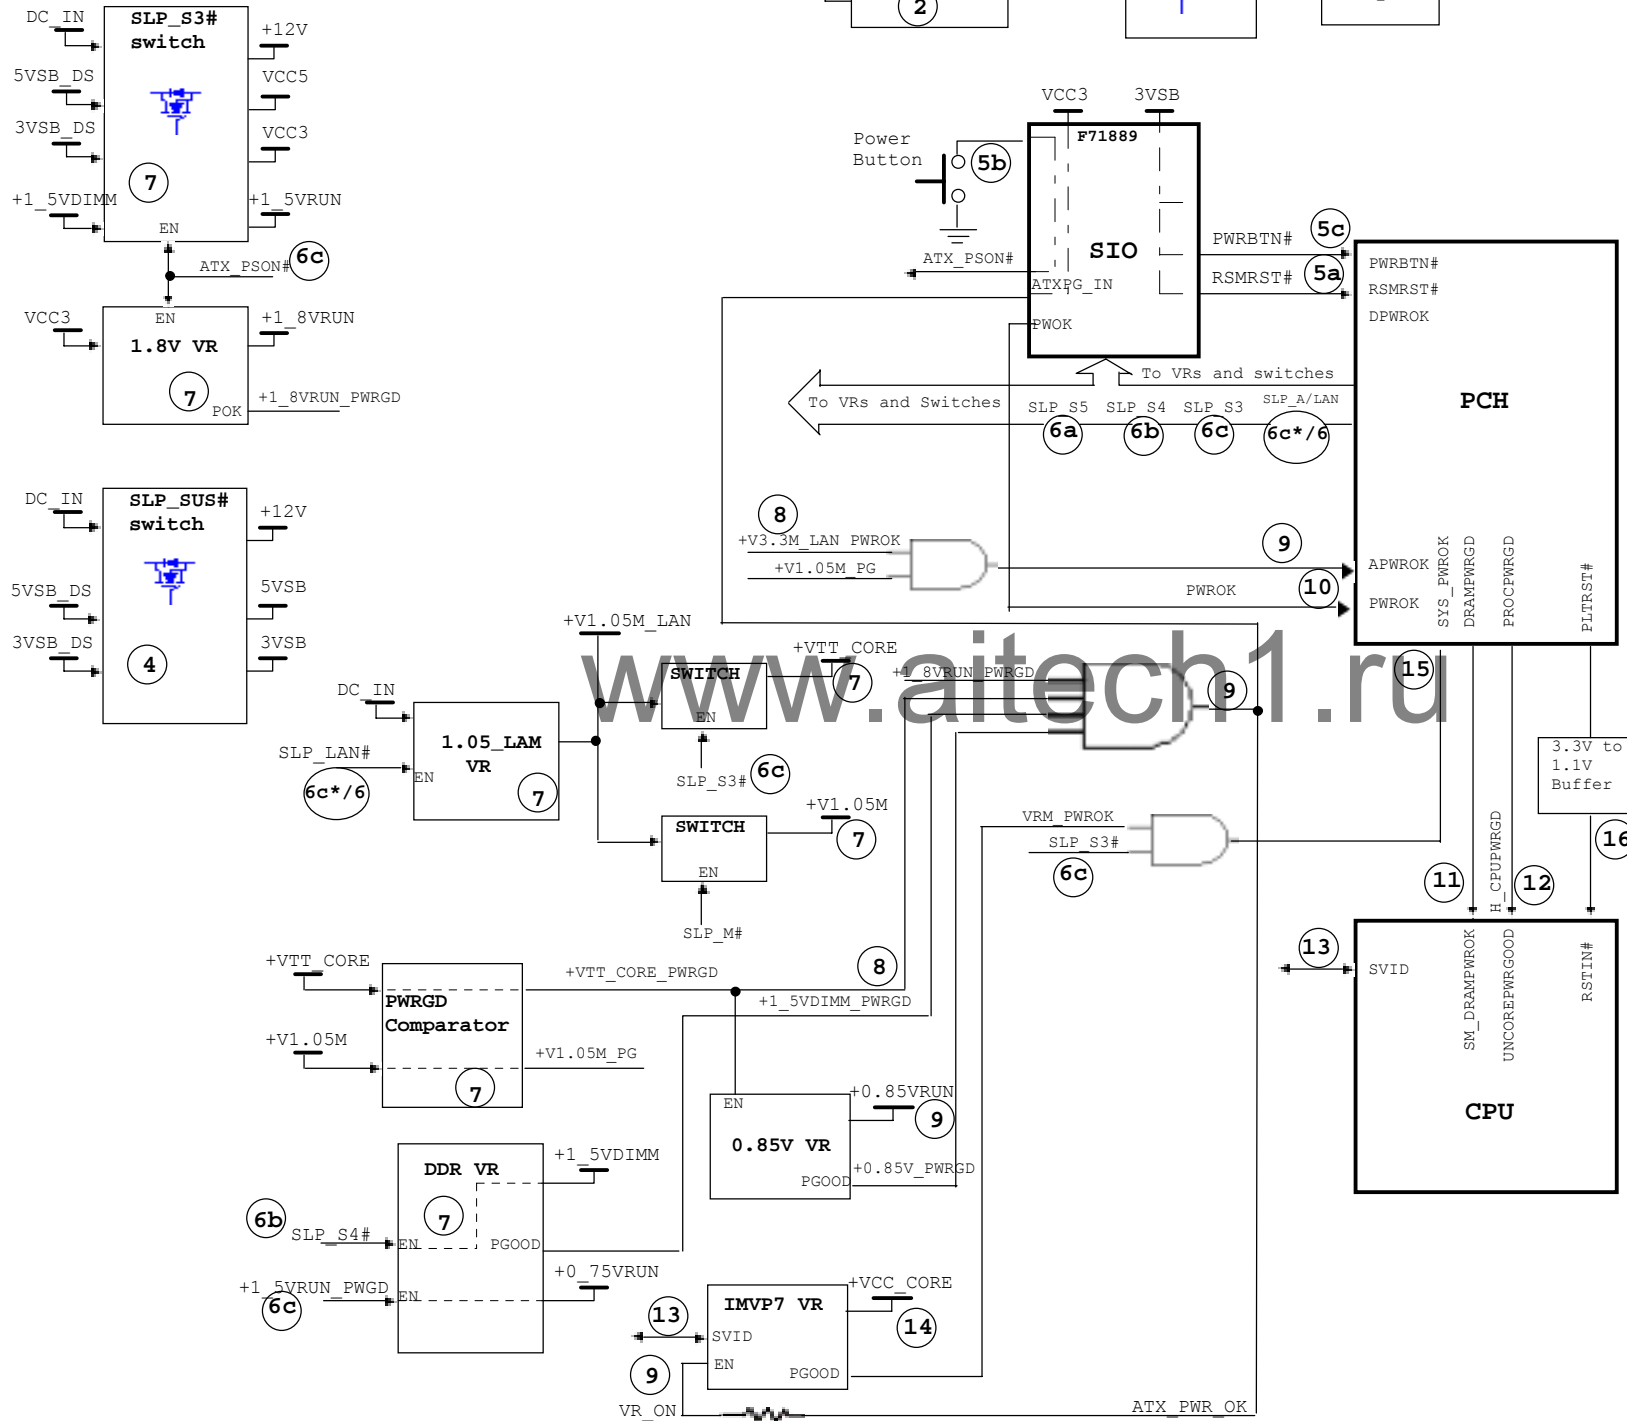 2
DC_IN
SLP_S3#
switch
+12V
5VSB_DS
VCC5
3VSB_DS
VCC3
7
+1_5VDIMM
+1_5VRUN
EN
ATX_PSON#
6c
EN
VCC3
+1_8VRUN
1.8V VR
7
POK
+1_8VRUN_PWRGD
DC_IN
SLP_SUS#
switch
+12V
5VSB_DS
5VSB
3VSB_DS
3VSB
4
VCC3
3VSB
F71889
Power
Button
5b
SIO
ATX_PSON#
ATXPG_IN
PWOK
PWRBTN#
5c
RSMRST#
5a
PWRBTN#
RSMRST#
DPWROK
PCH
To VRs and switches
To VRs and Switches
SLP_S5
SLP_S4
SLP_S3
SLP_A/LAN
6a
6b
6c
6c*/6
8
+V3.3M_LAN_PWROK
+V1.05M_PG
9
APWROK
PWROK
10
PWROK
SYS_PWROK
DRAMPWRGD
PROCPWRGD
PLTRST#
15
+V1.05M_LAN
+VTT_CORE
SWITCH
7
EN
SLP_S3#
6c
DC_IN
1.05_LAM
VR
SLP_LAN#
EN
6c*/6
7
+V1.05M
SWITCH
7
EN
SLP_M#
www.aitech1.ru
+1_8VRUN_PWRGD
9
VRM_PWROK
SLP_S3#
6c
3.3V to
1.1V
Buffer
16
11
H_CPUPWRGD
12
13
SVID
SM_DRAMPWROK
UNCOREPWRGOOD
RSTIN#
CPU
+VTT_CORE
+VTT_CORE_PWRGD
8
PWRGD
Comparator
+1_5VDIMM_PWRGD
+V1.05M
+V1.05M_PG
7
EN
+0.85VRUN
9
0.85V VR
+0.85V_PWRGD
PGOOD
DDR VR
+1_5VDIMM
7
6b
SLP_S4#
EN
PGOOD
+1_5VRUN_PWGD
EN
6c
+0_75VRUN
IMVP7 VR
+VCC_CORE
13
SVID
14
EN
PGOOD
9
VR_ON
ATX_PWR_OK